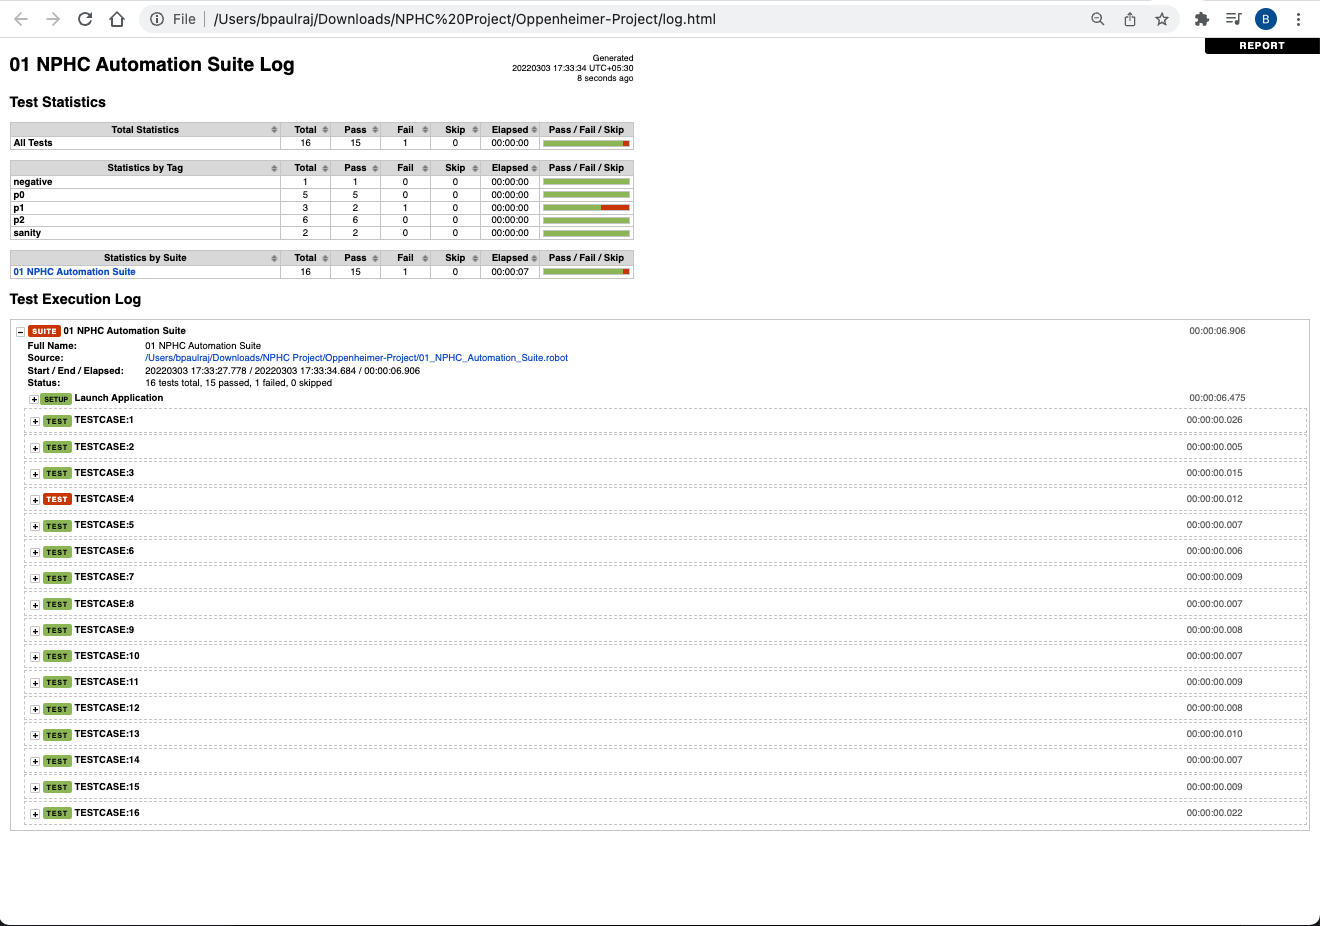 File /Users/bpaulraj/Downloads/NPHC%20Project/Oppenheimer-Project/log.html B
REPORT
01 NPHC Automation Suite Log
Generated
20220303 17:33:34 UTC+05:30
8 seconds ago
Test Statistics
Total Statistics Total Pass Fail Skip Elapsed Pass / Fail / Skip
All Tests 16 15 1 0 00:00:00
Statistics by Tag Total Pass Fail Skip Elapsed Pass / Fail / Skip
negative 1 1 0 0 00:00:00
p0 5 5 0 0 00:00:00
p1 3 2 1 0 00:00:00
p2 6 6 0 0 00:00:00
sanity 2 2 0 0 00:00:00
Statistics by Suite Total Pass Fail Skip Elapsed Pass / Fail / Skip
01 NPHC Automation Suite 16 15 1 0 00:00:07
Test Execution Log
SUITE 01 NPHC Automation Suite 00:00:06.906
Full Name: 01 NPHC Automation Suite
Source: /Users/bpaulraj/Downloads/NPHC Project/Oppenheimer-Project/01_NPHC_Automation_Suite.robot
Start / End / Elapsed: 20220303 17:33:27.778 / 20220303 17:33:34.684 / 00:00:06.906
Status: 16 tests total, 15 passed, 1 failed, 0 skipped
SETUP Launch Application 00:00:06.475
TEST TESTCASE:1 00:00:00.026
TEST TESTCASE:2 00:00:00.005
TEST TESTCASE:3 00:00:00.015
TEST TESTCASE:4 00:00:00.012
TEST TESTCASE:5 00:00:00.007
TEST TESTCASE:6 00:00:00.006
TEST TESTCASE:7 00:00:00.009
TEST TESTCASE:8 00:00:00.007
TEST TESTCASE:9 00:00:00.008
TEST TESTCASE:10 00:00:00.007
TEST TESTCASE:11 00:00:00.009
TEST TESTCASE:12 00:00:00.008
TEST TESTCASE:13 00:00:00.010
TEST TESTCASE:14 00:00:00.007
TEST TESTCASE:15 00:00:00.009
TEST TESTCASE:16 00:00:00.022